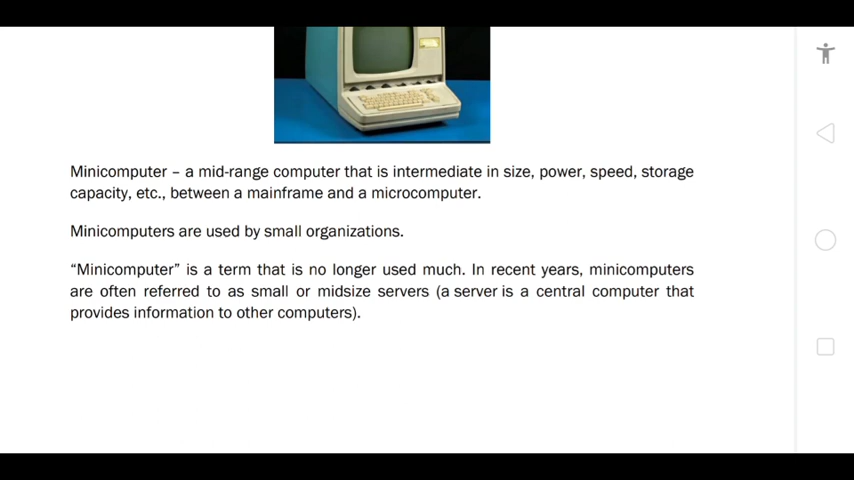 Minicomputer – a mid-range computer that is intermediate in size, power, speed, storage
capacity, etc., between a mainframe and a microcomputer.
Minicomputers are used by small organizations.
“Minicomputer” is a term that is no longer used much. In recent years, minicomputers
are often referred to as small or midsize servers (a server is a central computer that
provides information to other computers).